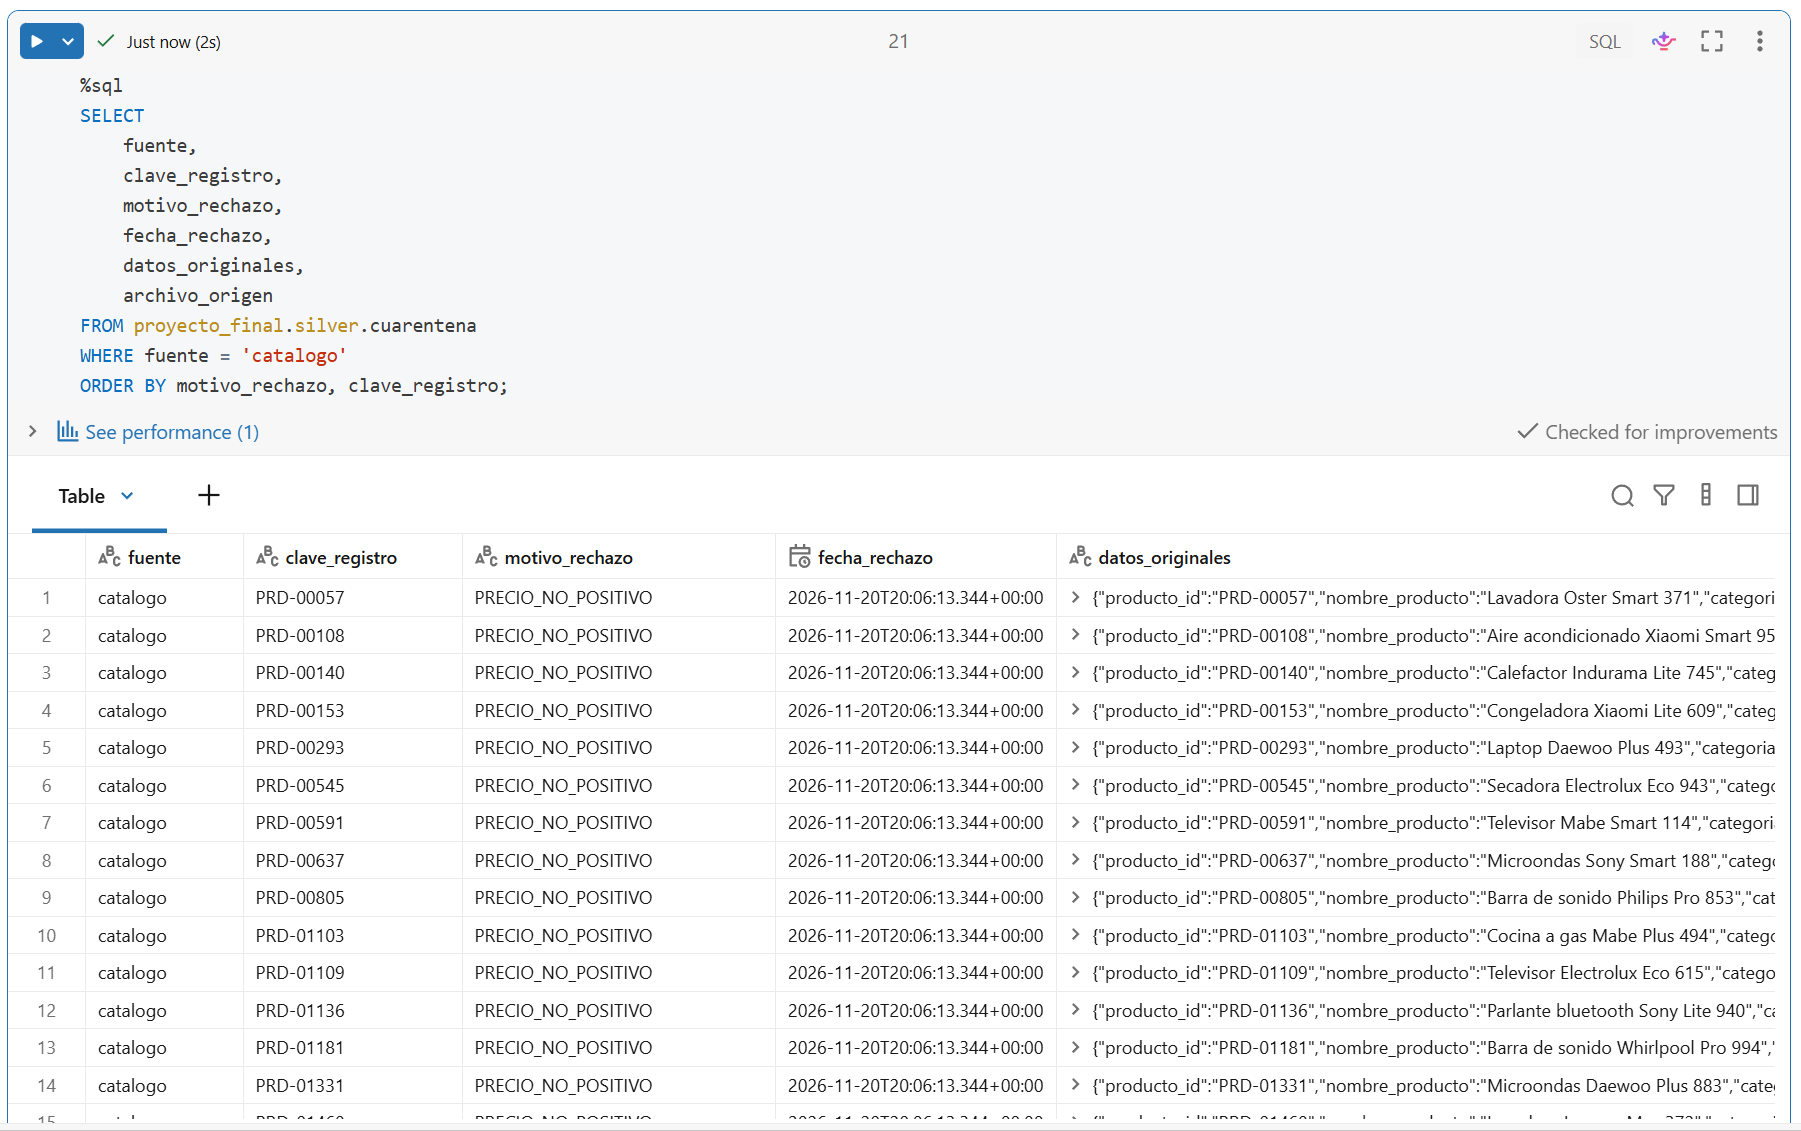 Just now (2s)
21
SQL
%sql
SELECT
fuente,
clave_registro,
motivo_rechazo,
fecha_rechazo,
datos_originales,
archivo_origen
FROM proyecto_final.silver.cuarentena
WHERE fuente = 'catalogo'
ORDER BY motivo_rechazo, clave_registro;
See performance (1)
Checked for improvements
Table
fuente clave_registro motivo_rechazo fecha_rechazo datos_originales
1 catalogo PRD-00057 PRECIO_NO_POSITIVO 2026-11-20T20:06:13.344+00:00 {"producto_id":"PRD-00057","nombre_producto":"Lavadora Oster Smart 371","categori
2 catalogo PRD-00108 PRECIO_NO_POSITIVO 2026-11-20T20:06:13.344+00:00 {"producto_id":"PRD-00108","nombre_producto":"Aire acondicionado Xiaomi Smart 95
3 catalogo PRD-00140 PRECIO_NO_POSITIVO 2026-11-20T20:06:13.344+00:00 {"producto_id":"PRD-00140","nombre_producto":"Calefactor Indurama Lite 745","categ
4 catalogo PRD-00153 PRECIO_NO_POSITIVO 2026-11-20T20:06:13.344+00:00 {"producto_id":"PRD-00153","nombre_producto":"Congeladora Xiaomi Lite 609","categ
5 catalogo PRD-00293 PRECIO_NO_POSITIVO 2026-11-20T20:06:13.344+00:00 {"producto_id":"PRD-00293","nombre_producto":"Laptop Daewoo Plus 493","categoria
6 catalogo PRD-00545 PRECIO_NO_POSITIVO 2026-11-20T20:06:13.344+00:00 {"producto_id":"PRD-00545","nombre_producto":"Secadora Electrolux Eco 943","catego
7 catalogo PRD-00591 PRECIO_NO_POSITIVO 2026-11-20T20:06:13.344+00:00 {"producto_id":"PRD-00591","nombre_producto":"Televisor Mabe Smart 114","categori
8 catalogo PRD-00637 PRECIO_NO_POSITIVO 2026-11-20T20:06:13.344+00:00 {"producto_id":"PRD-00637","nombre_producto":"Microondas Sony Smart 188","catego
9 catalogo PRD-00805 PRECIO_NO_POSITIVO 2026-11-20T20:06:13.344+00:00 {"producto_id":"PRD-00805","nombre_producto":"Barra de sonido Philips Pro 853","cat
10 catalogo PRD-01103 PRECIO_NO_POSITIVO 2026-11-20T20:06:13.344+00:00 {"producto_id":"PRD-01103","nombre_producto":"Cocina a gas Mabe Plus 494","catego
11 catalogo PRD-01109 PRECIO_NO_POSITIVO 2026-11-20T20:06:13.344+00:00 {"producto_id":"PRD-01109","nombre_producto":"Televisor Electrolux Eco 615","catego
12 catalogo PRD-01136 PRECIO_NO_POSITIVO 2026-11-20T20:06:13.344+00:00 {"producto_id":"PRD-01136","nombre_producto":"Parlante bluetooth Sony Lite 940","ca
13 catalogo PRD-01181 PRECIO_NO_POSITIVO 2026-11-20T20:06:13.344+00:00 {"producto_id":"PRD-01181","nombre_producto":"Barra de sonido Whirlpool Pro 994","
14 catalogo PRD-01331 PRECIO_NO_POSITIVO 2026-11-20T20:06:13.344+00:00 {"producto_id":"PRD-01331","nombre_producto":"Microondas Daewoo Plus 883","cate